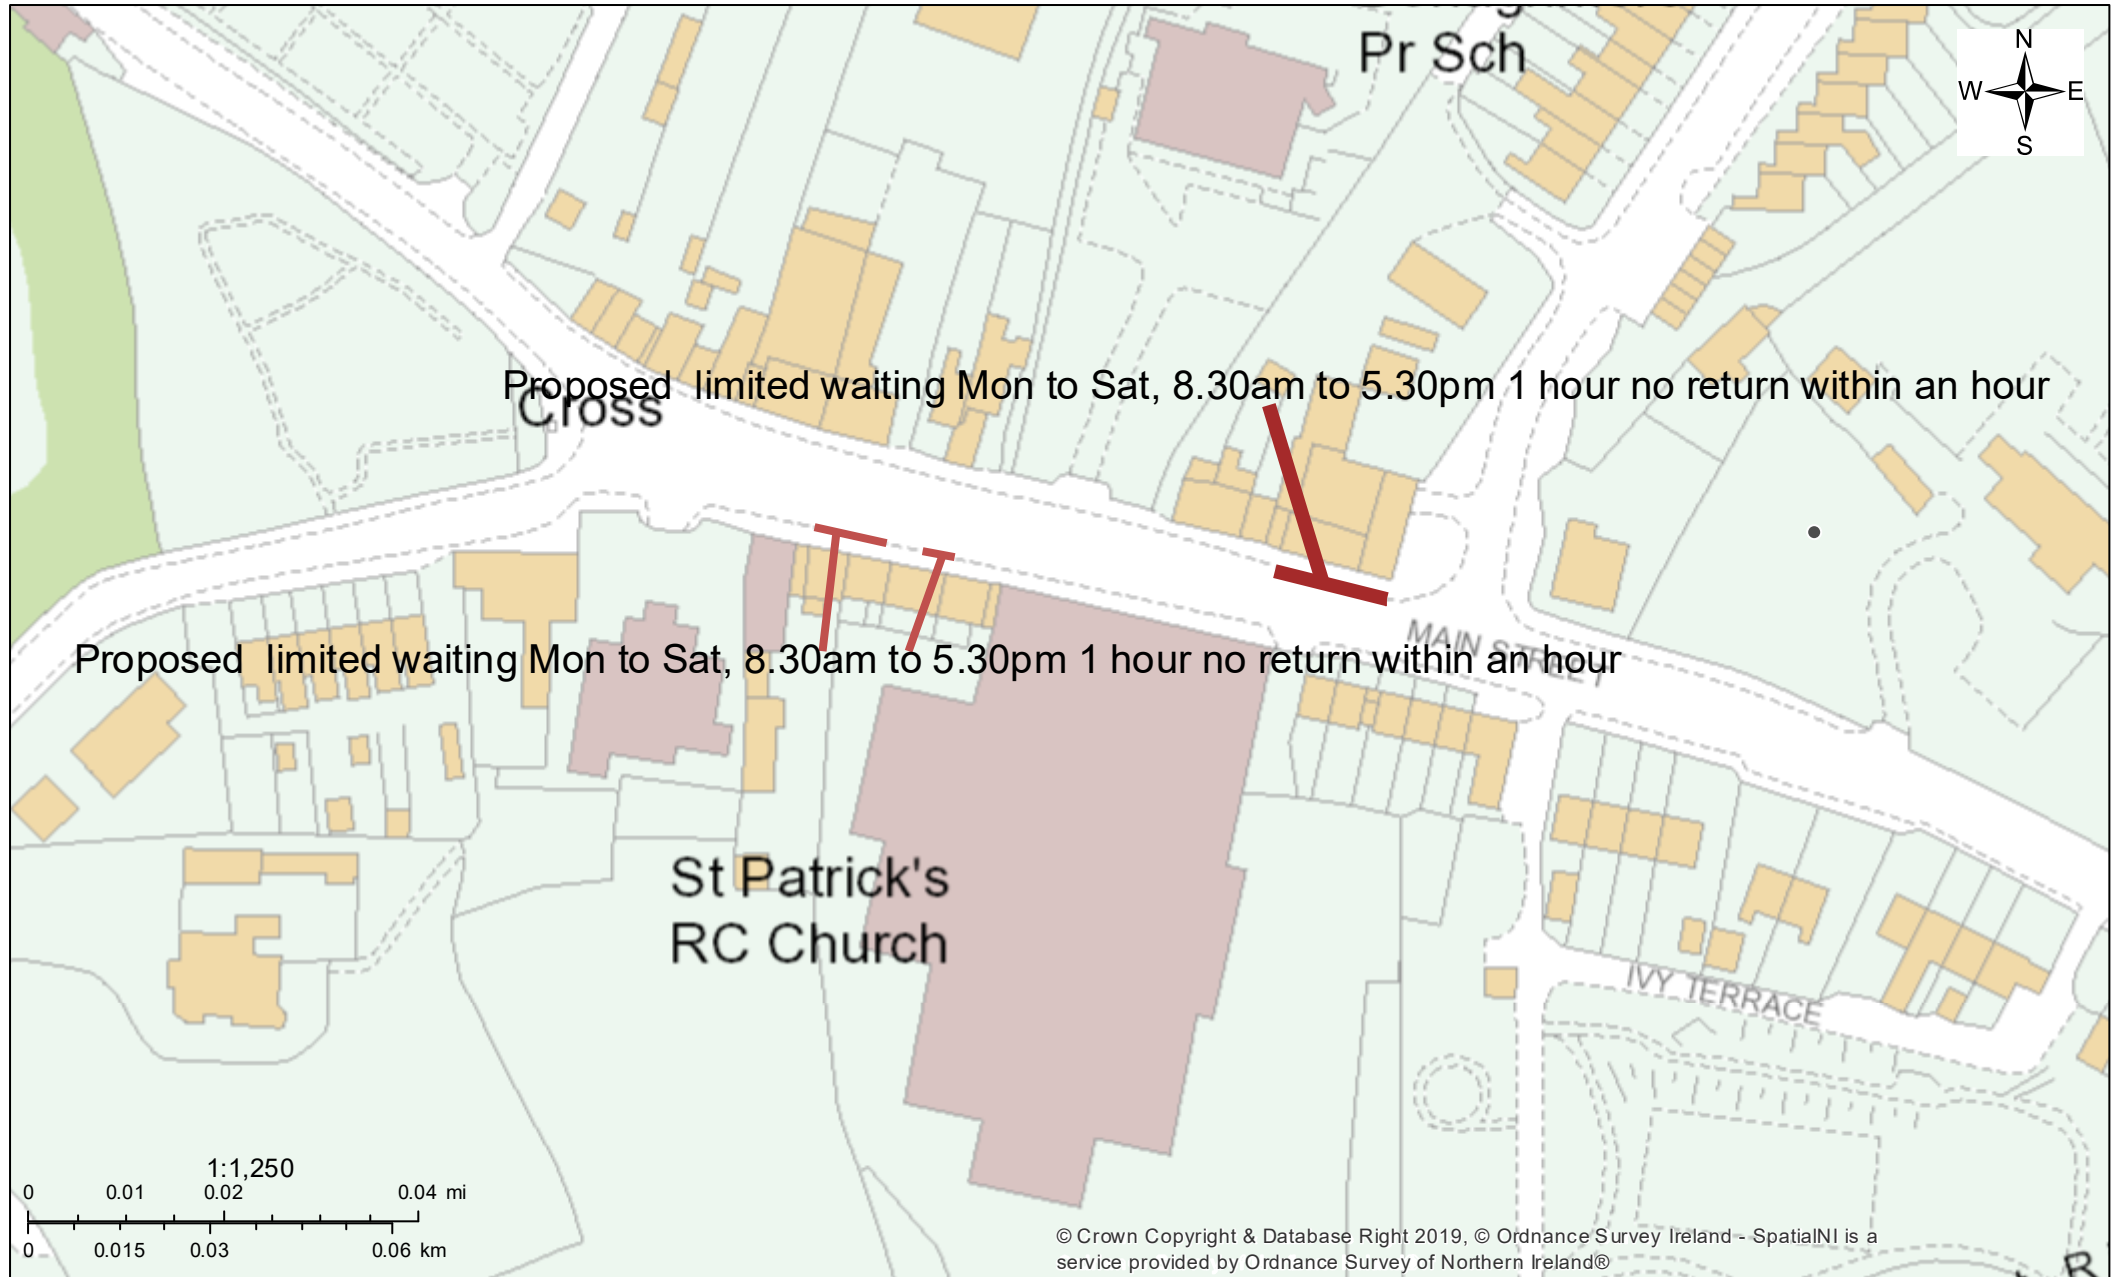 Pr Sch
N
W E
S
Proposed limited waiting Mon to Sat, 8.30am to 5.30pm 1 hour no return within an hour
Cross
MAIN STREET
Proposed limited waiting Mon to Sat, 8.30am to 5.30pm 1 hour no return within an hour
St Patrick's
RC Church
IVY TERRACE
1:1,250
0 0.01 0.02 0.04 mi
0 0.015 0.03 0.06 km
© Crown Copyright & Database Right 2019, © Ordnance Survey Ireland - SpatialNI is a
service provided by Ordnance Survey of Northern Ireland®
R